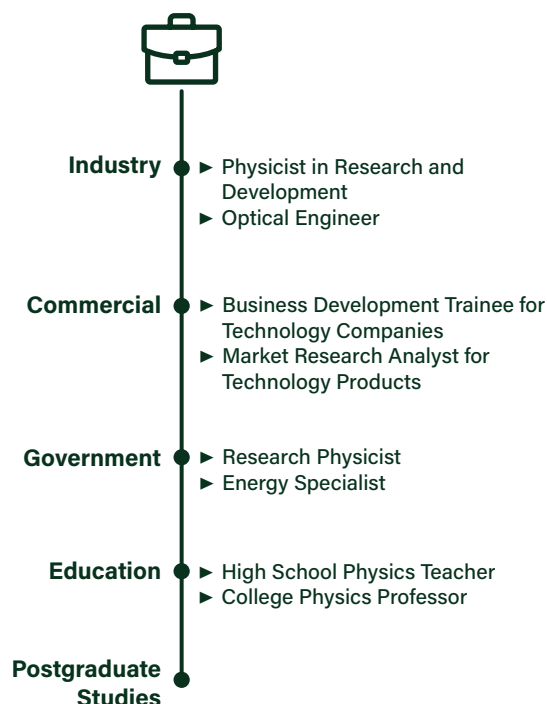 Industry
► Physicist in Research and
Development
► Optical Engineer
Commercial
► Business Development Trainee for
Technology Companies
► Market Research Analyst for
Technology Products
Government
► Research Physicist
► Energy Specialist
Education
► High School Physics Teacher
► College Physics Professor
Postgraduate
Studies